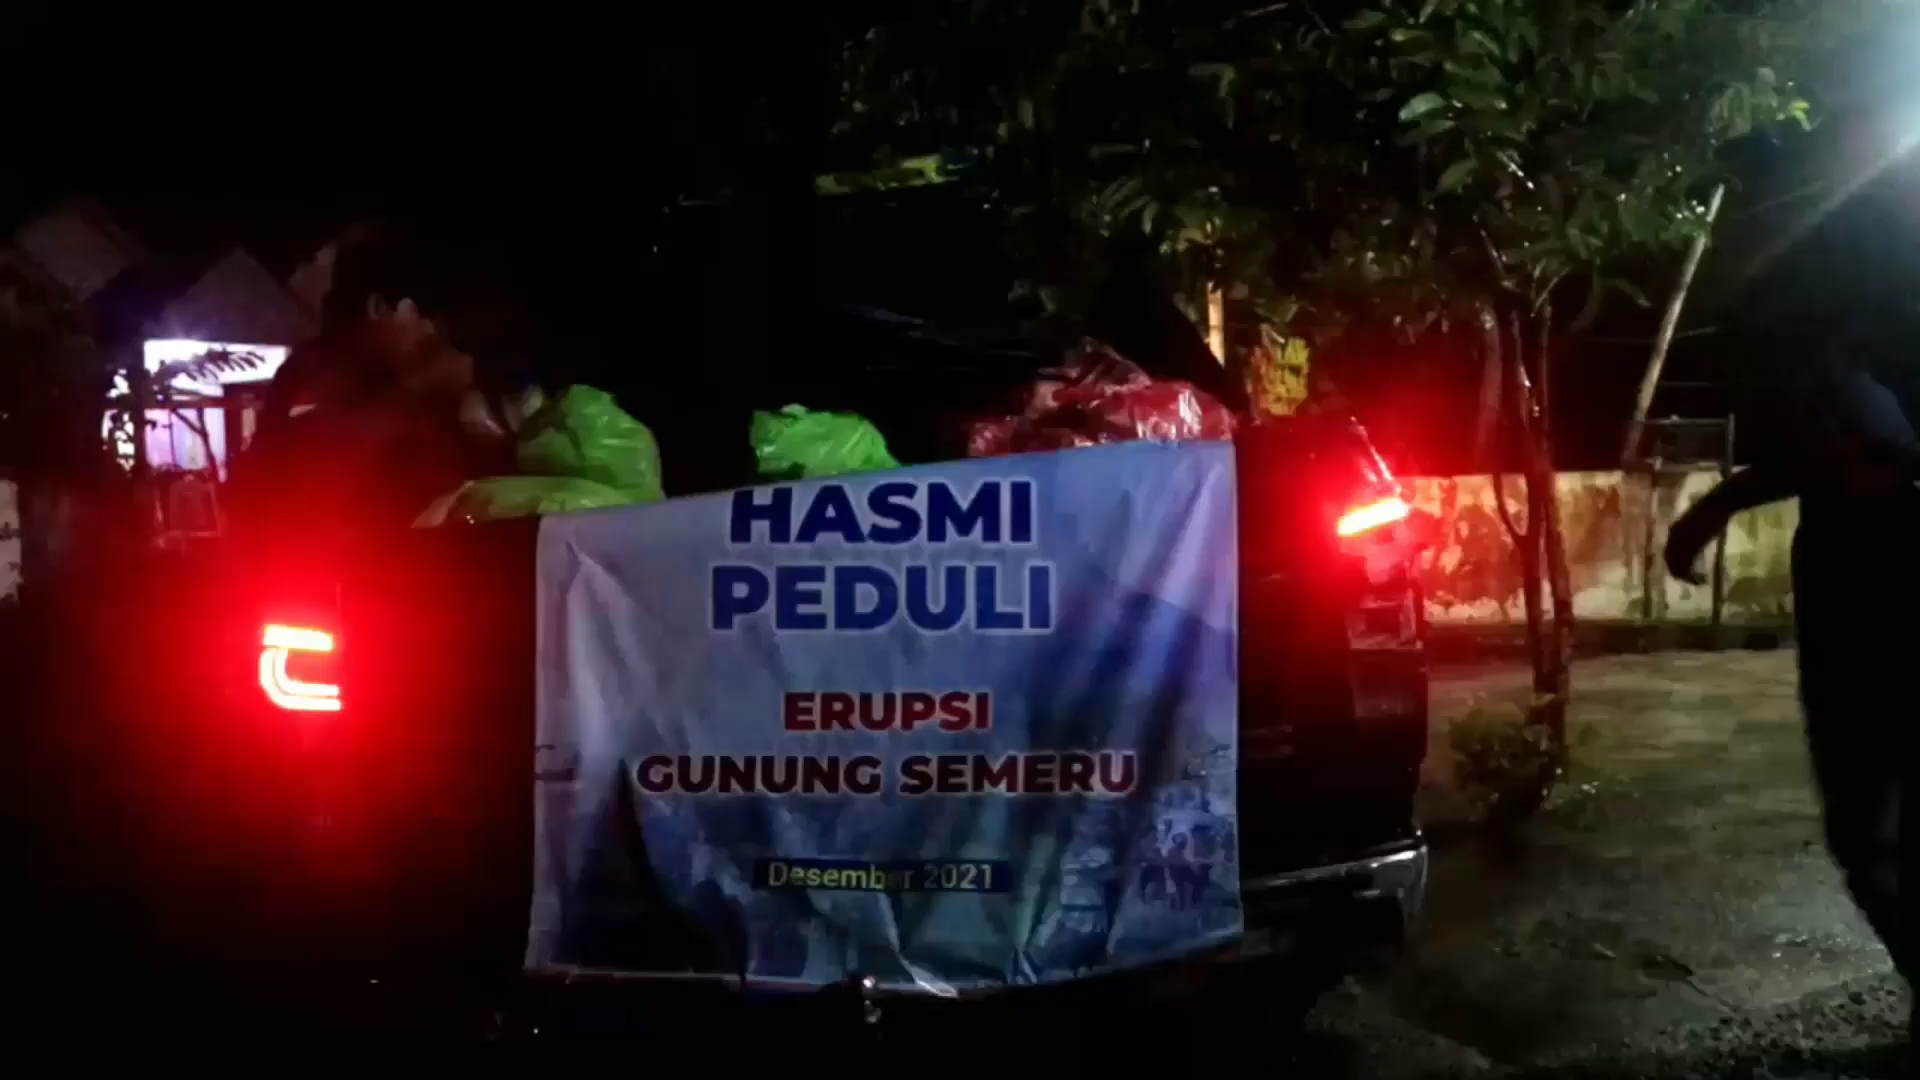 HASMI
PEDULI
ERUPSI
GUNUNG SEMERU
Desember 2021